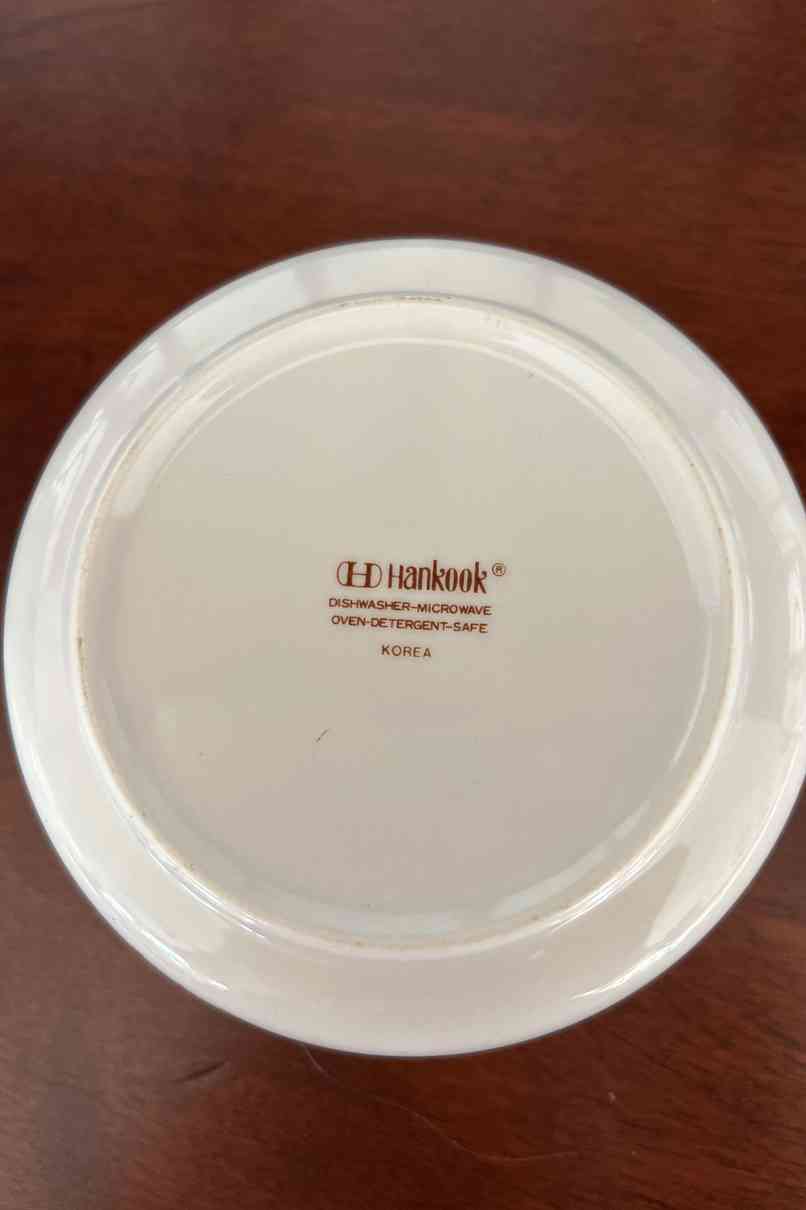 Hankook®
DISHWASHER-MICROWAVE
OVEN-DETERGENT-SAFE
KOREA